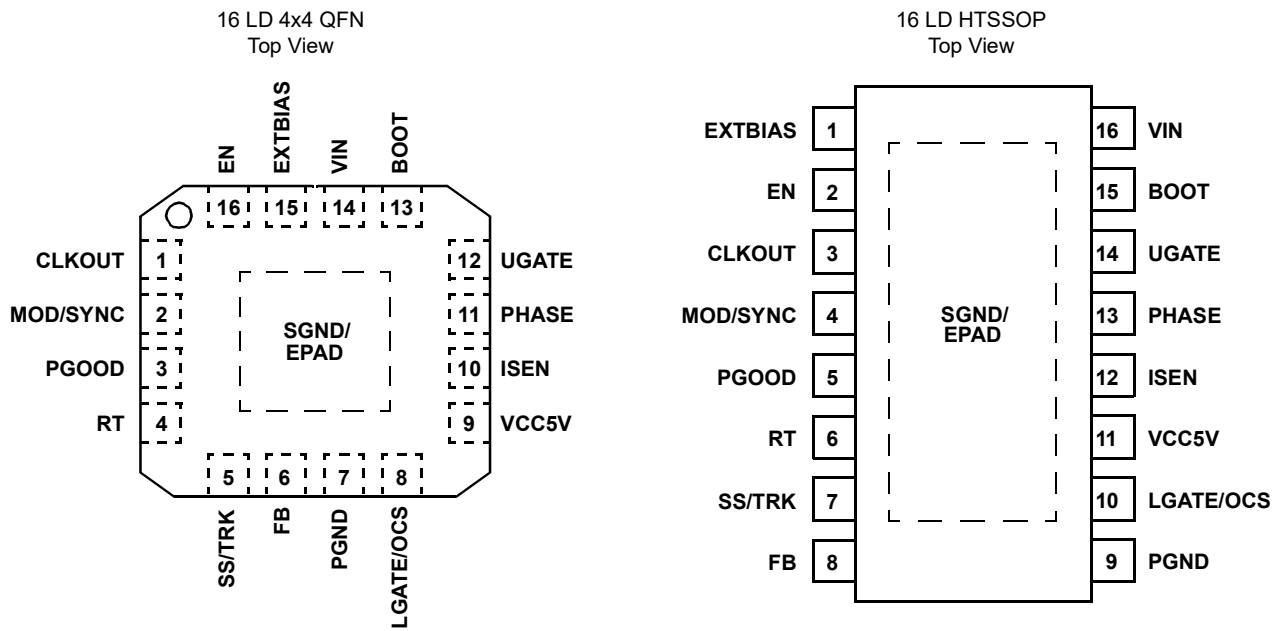 16 LD 4x4 QFN
Top View
EN
EXTBIAS
VIN
BOOT
16
15
14
13
CLKOUT 1
MOD/SYNC 2
PGOOD 3
RT 4
12 UGATE
11 PHASE
10 ISEN
9 VCC5V
SGND/
EPAD
5
6
7
8
SS/TRK
FB
PGND
LGATE/OCS
16 LD HTSSOP
Top View
EXTBIAS 1
EN 2
CLKOUT 3
MOD/SYNC 4
PGOOD 5
RT 6
SS/TRK 7
FB 8
SGND/
EPAD
16 VIN
15 BOOT
14 UGATE
13 PHASE
12 ISEN
11 VCC5V
10 LGATE/OCS
9 PGND